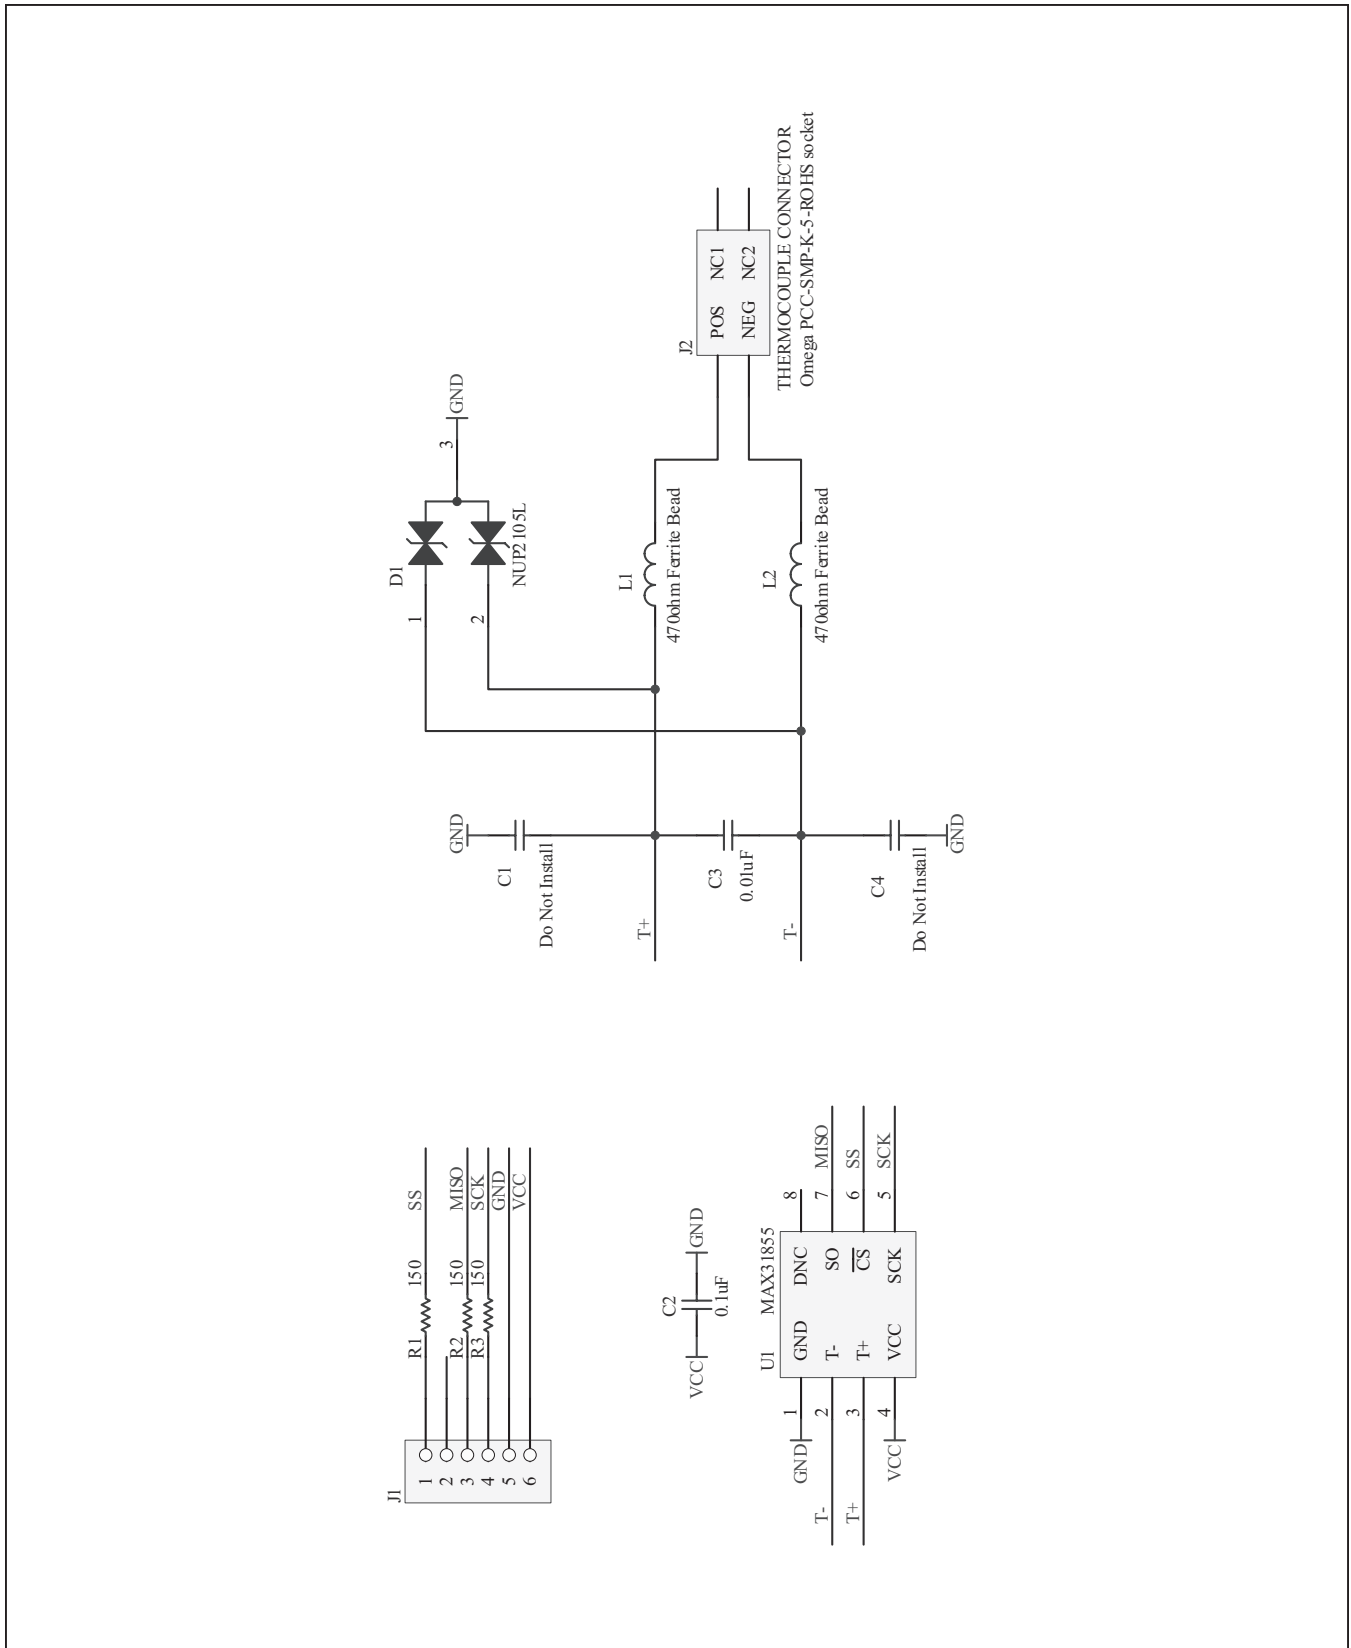 J1
1
2
3
4
5
6
R1
150
SS
R2
150
MISO
R3
150
SCK
GND
VCC
VCC
C2
0.1uF
GND
U1
MAX31855
GND
1
GND
T-
2
T-
T+
3
T+
VCC
4
VCC
DNC
8
SO
7
MISO
CS
6
SS
SCK
5
SCK
GND
C1
Do Not Install
T+
C3
0.01uF
T-
C4
Do Not Install
GND
D1
1
2
NUP2105L
3
GND
L1
470ohm Ferrite Bead
L2
470ohm Ferrite Bead
J2
POS NC1
NEG NC2
THERMOCOUPLE CONNECTOR
Omega PCC-SMP-K-5-ROHS socket